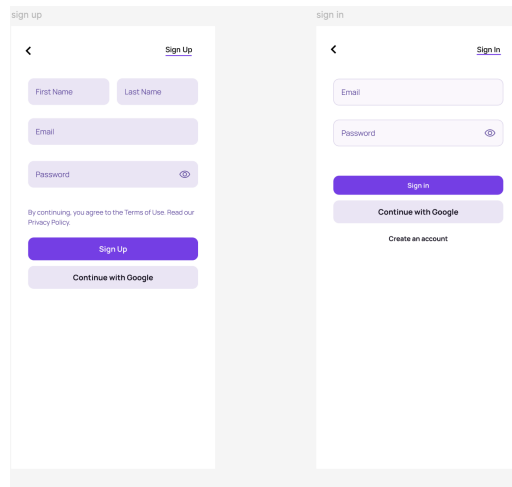 sign up
Sign Up
First Name
Last Name
Email
Password
By continuing, you agree to the Terms of Use. Read our
Privacy Policy.
Sign Up
Continue with Google
sign in
Sign In
Email
Password
Sign in
Continue with Google
Create an account